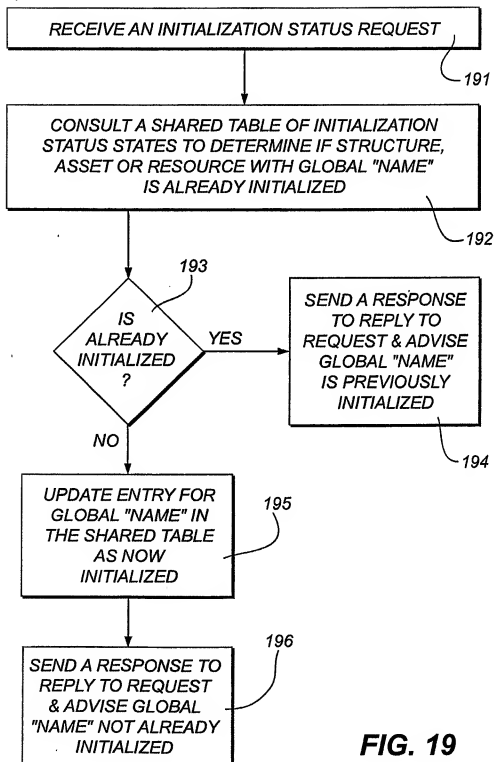 RECEIVE AN INITIALIZATION STATUS REQUEST
191
CONSULT A SHARED TABLE OF INITIALIZATION
STATUS STATES TO DETERMINE IF STRUCTURE,
ASSET OR RESOURCE WITH GLOBAL "NAME"
IS ALREADY INITIALIZED
192
193
IS
ALREADY
INITIALIZED
?
YES
SEND A RESPONSE
TO REPLY TO
REQUEST & ADVISE
GLOBAL "NAME"
IS PREVIOUSLY
INITIALIZED
194
NO
UPDATE ENTRY FOR
GLOBAL "NAME" IN
THE SHARED TABLE
AS NOW
INITIALIZED
195
SEND A RESPONSE TO
REPLY TO REQUEST
& ADVISE GLOBAL
"NAME" NOT ALREADY
INITIALIZED
196
FIG. 19